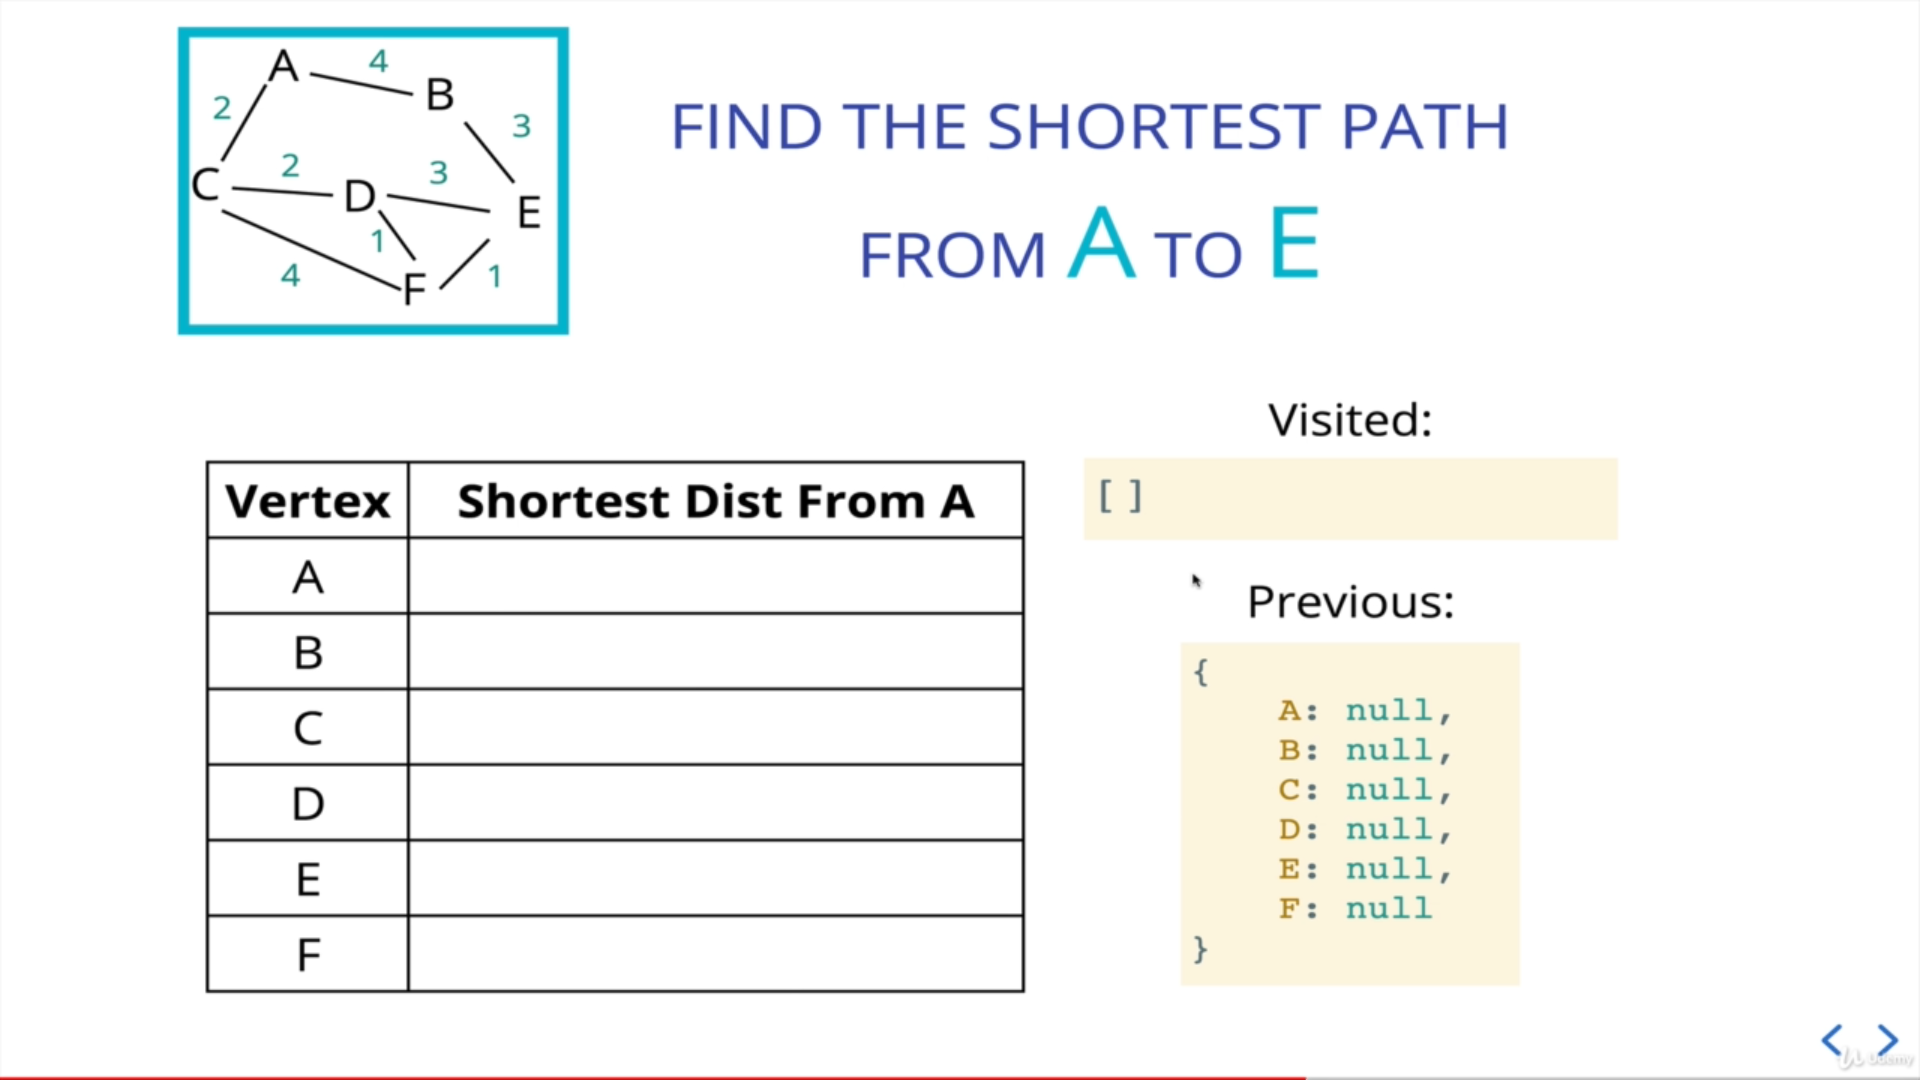 A
4
B
2
3
C
2
D
3
E
1
4
F
1
FIND THE SHORTEST PATH
FROM A TO E
Vertex Shortest Dist From A
A
B
C
D
E
F
Visited:
[ ]
Previous:
{
A: null,
B: null,
C: null,
D: null,
E: null,
F: null
}
Udemy